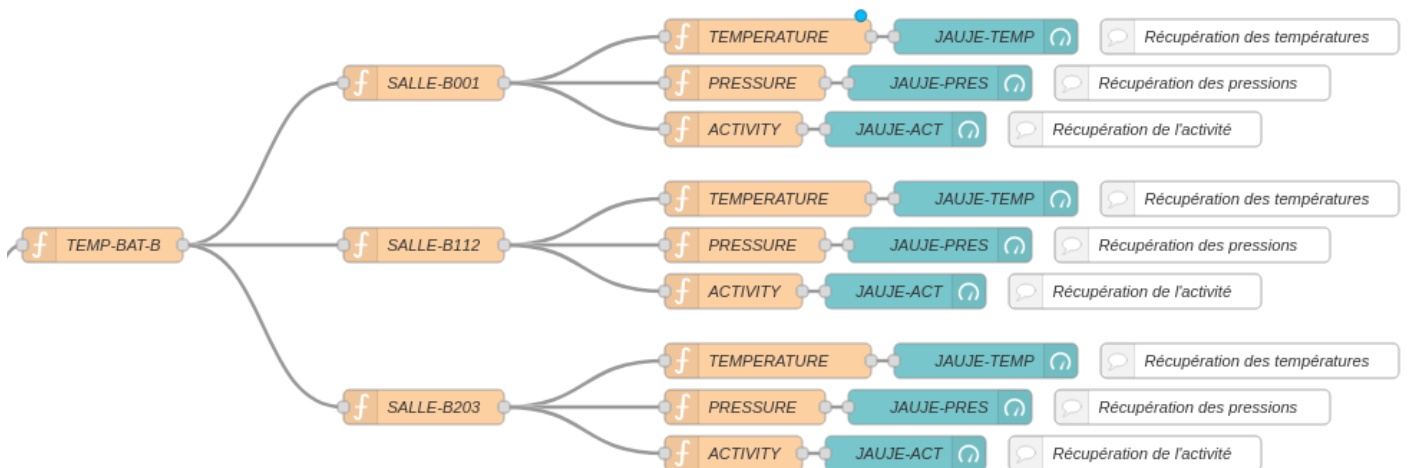 TEMPERATURE JAUJE-TEMP Récupération des températures
SALLE-B001 PRESSURE JAUJE-PRES Récupération des pressions
ACTIVITY JAUJE-ACT Récupération de l'activité
TEMPERATURE JAUJE-TEMP Récupération des températures
TEMP-BAT-B SALLE-B112 PRESSURE JAUJE-PRES Récupération des pressions
ACTIVITY JAUJE-ACT Récupération de l'activité
TEMPERATURE JAUJE-TEMP Récupération des températures
SALLE-B203 PRESSURE JAUJE-PRES Récupération des pressions
ACTIVITY JAUJE-ACT Récupération de l'activité